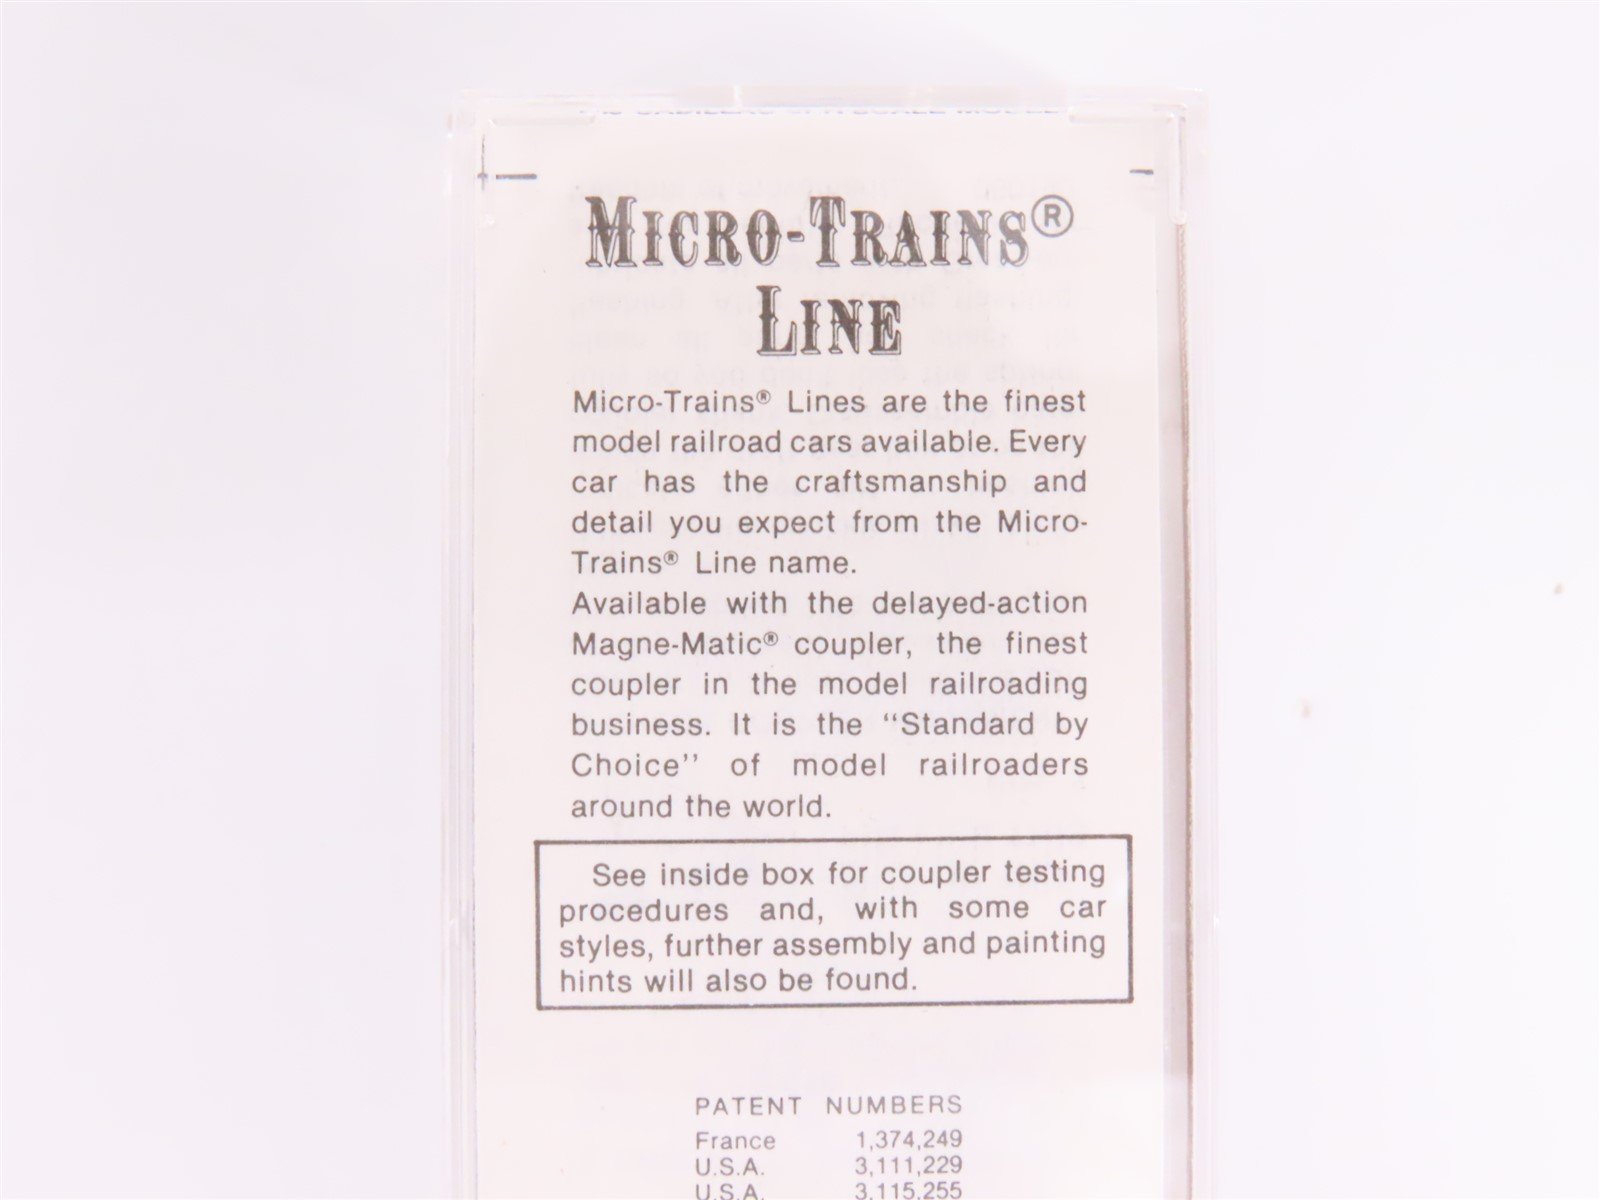 MICRO-TRAINS®
LINE
Micro-Trains® Lines are the finest
model railroad cars available. Every
car has the craftsmanship and
detail you expect from the Micro-
Trains® Line name.
Available with the delayed-action
Magne-Matic® coupler, the finest
coupler in the model railroading
business. It is the “Standard by
Choice” of model railroaders
around the world.
See inside box for coupler testing
procedures and, with some car
styles, further assembly and painting
hints will also be found.
PATENT NUMBERS
France 1,374,249
U.S.A. 3,111,229
U.S.A. 3,115,255